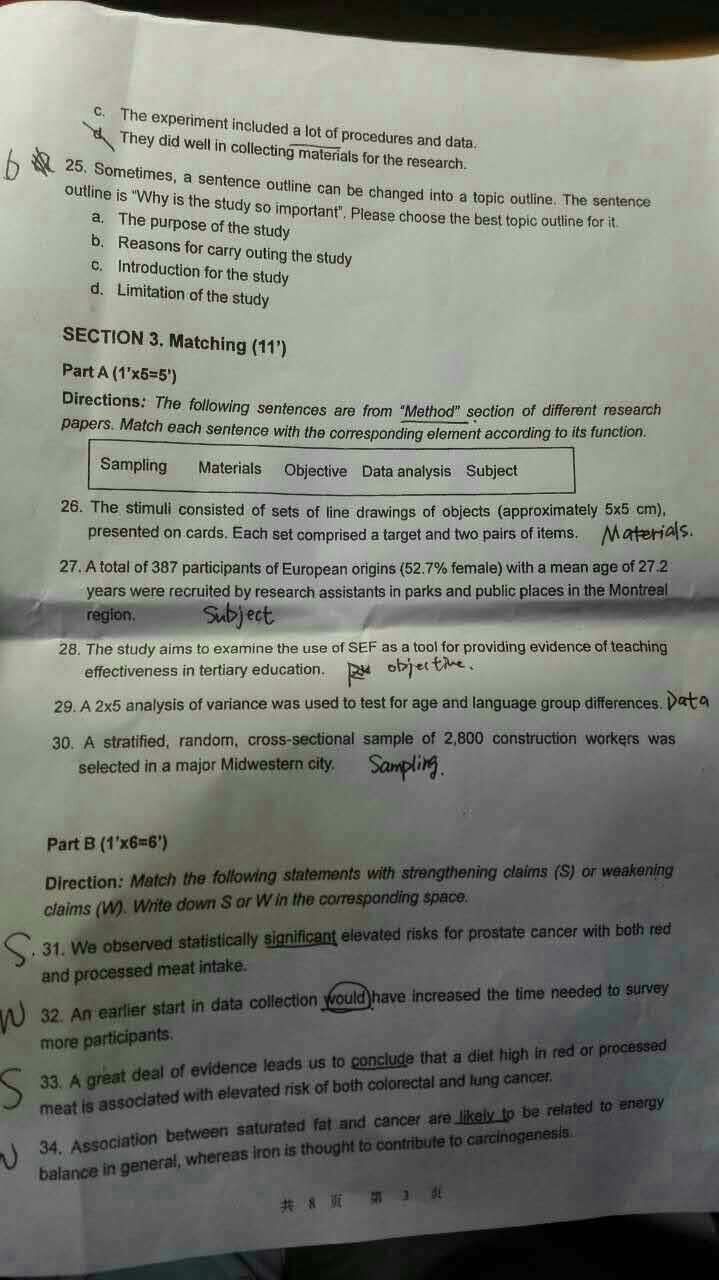 c. The experiment included a lot of procedures and data.
d. They did well in collecting materials for the research.
b 25. Sometimes, a sentence outline can be changed into a topic outline. The sentence
outline is "Why is the study so important". Please choose the best topic outline for it.
a. The purpose of the study
b. Reasons for carry outing the study
c. Introduction for the study
d. Limitation of the study
SECTION 3. Matching (11')
Part A (1'x5=5')
Directions: The following sentences are from "Method" section of different research
papers. Match each sentence with the corresponding element according to its function.
Sampling Materials Objective Data analysis Subject
26. The stimuli consisted of sets of line drawings of objects (approximately 5x5 cm),
presented on cards. Each set comprised a target and two pairs of items. Materials.
27. A total of 387 participants of European origins (52.7% female) with a mean age of 27.2
years were recruited by research assistants in parks and public places in the Montreal
region. Subject
28. The study aims to examine the use of SEF as a tool for providing evidence of teaching
effectiveness in tertiary education. objective.
29. A 2x5 analysis of variance was used to test for age and language group differences. Data
30. A stratified, random, cross-sectional sample of 2,800 construction workers was
selected in a major Midwestern city. Sampling.
Part B (1'x6=6')
Direction: Match the following statements with strengthening claims (S) or weakening
claims (W). Write down S or W in the corresponding space.
S. 31. We observed statistically significant elevated risks for prostate cancer with both red
and processed meat intake.
W 32. An earlier start in data collection would have increased the time needed to survey
more participants.
S 33. A great deal of evidence leads us to conclude that a diet high in red or processed
meat is associated with elevated risk of both colorectal and lung cancer.
W 34. Association between saturated fat and cancer are likely to be related to energy
balance in general, whereas iron is thought to contribute to carcinogenesis.
共 8 页 第 3 页